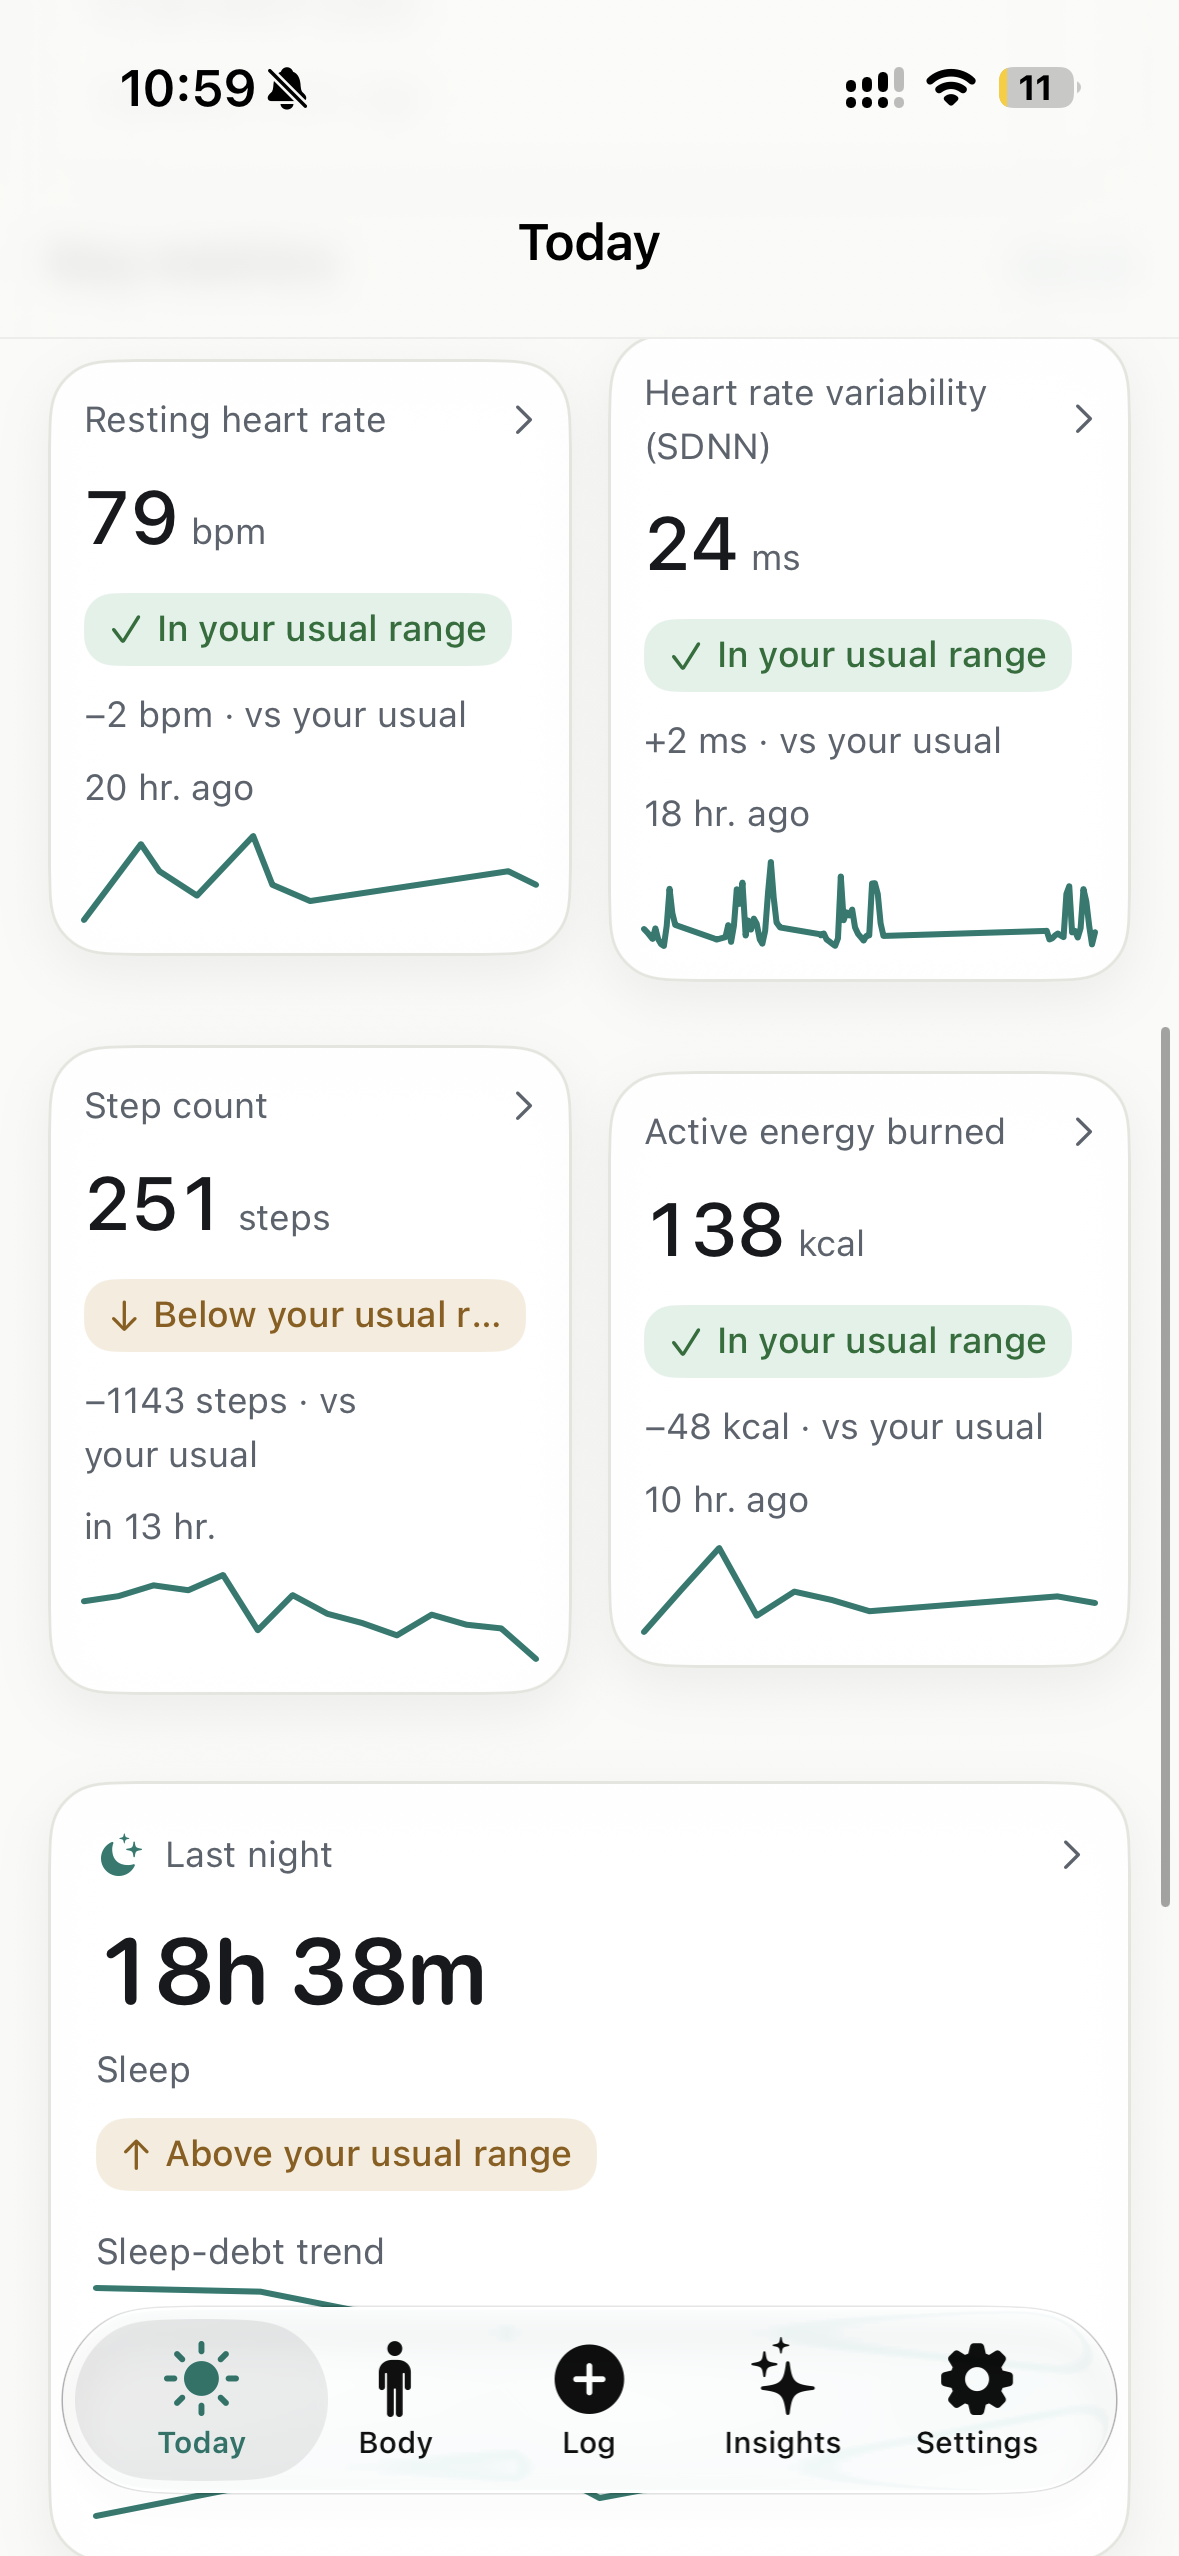 10:59
11
Today
Resting heart rate
79 bpm
In your usual range
–2 bpm · vs your usual
20 hr. ago
Heart rate variability
(SDNN)
24 ms
In your usual range
+2 ms · vs your usual
18 hr. ago
Step count
251 steps
Below your usual r...
–1143 steps · vs
your usual
in 13 hr.
Active energy burned
138 kcal
In your usual range
–48 kcal · vs your usual
10 hr. ago
Last night
18h 38m
Sleep
Above your usual range
Sleep-debt trend
Today
Body
Log
Insights
Settings